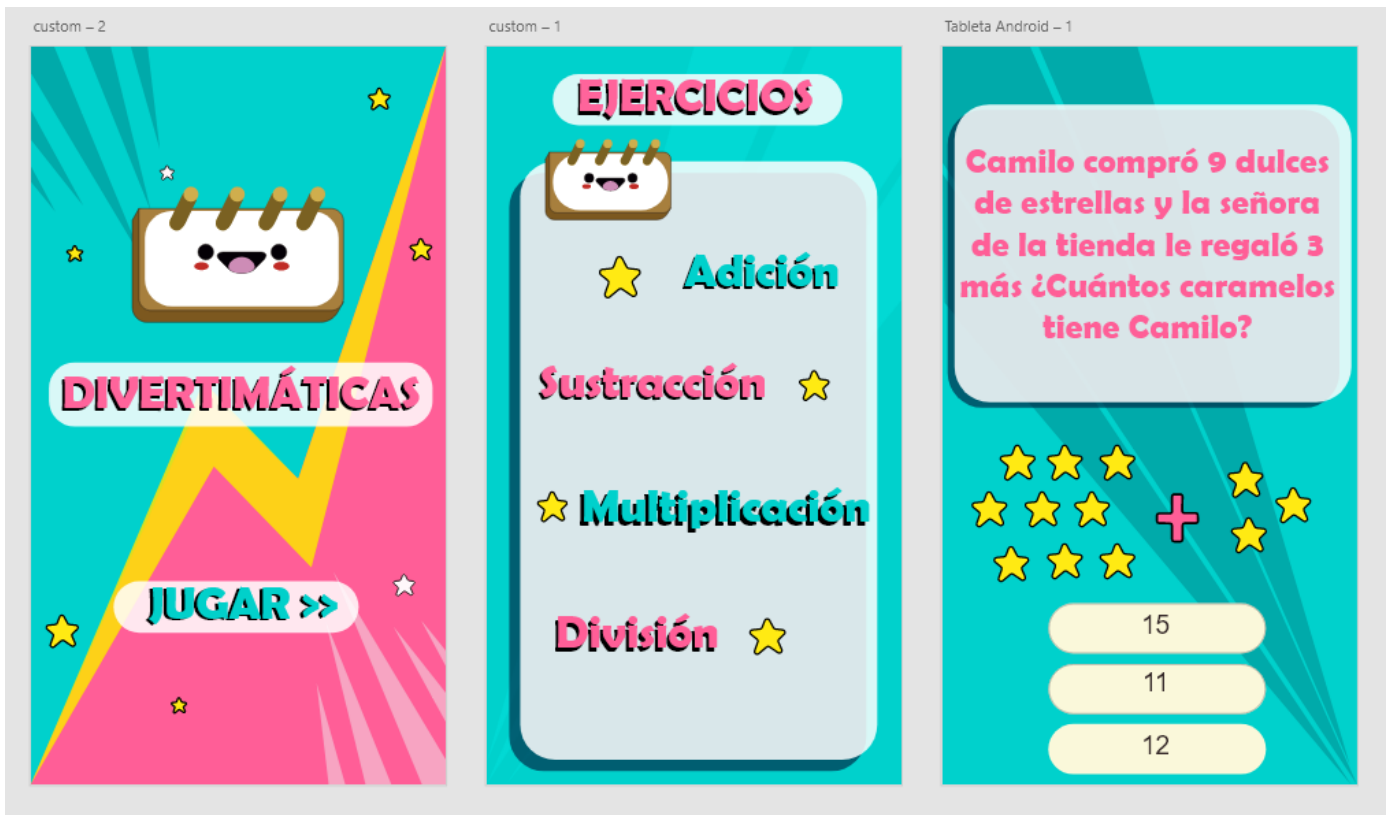 custom – 2
DIVERTIMÁTICAS
JUGAR >>
custom – 1
EJERCICIOS
Adición
Sustracción
Multiplicación
División
Tableta Android – 1
Camilo compró 9 dulces
de estrellas y la señora
de la tienda le regaló 3
más ¿Cuántos caramelos
tiene Camilo?
+
15
11
12